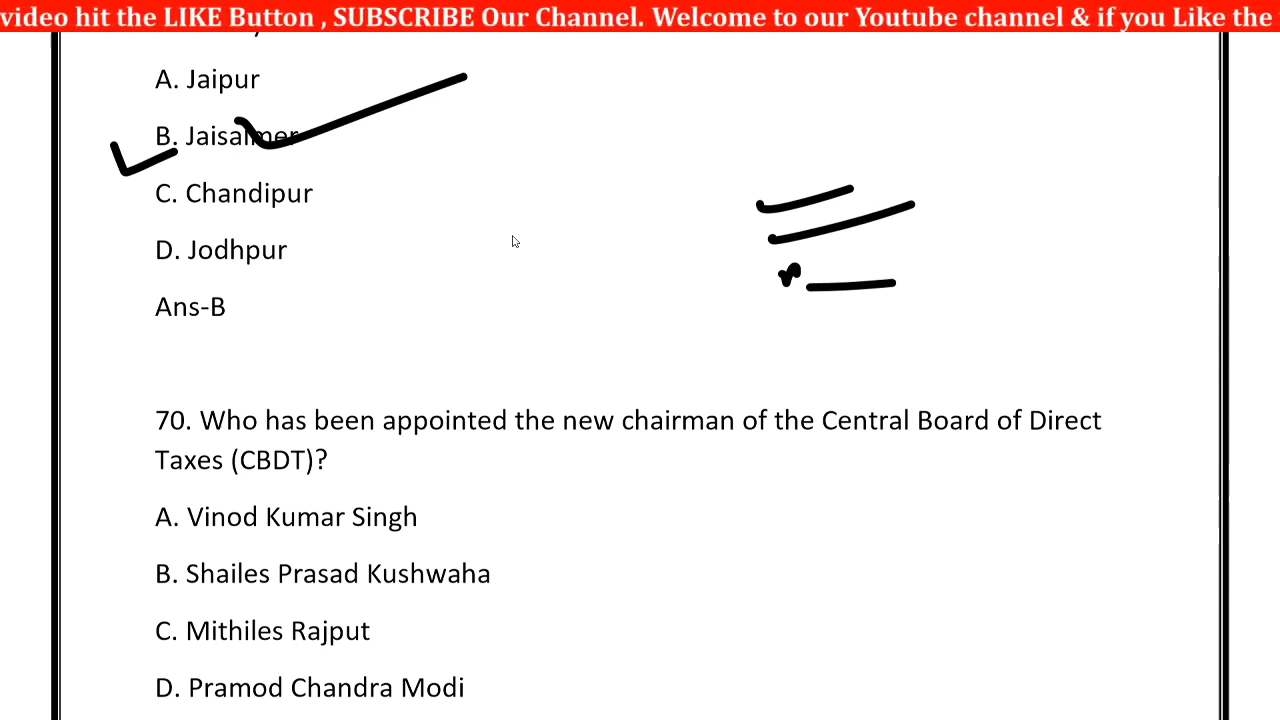 video hit the LIKE Button , SUBSCRIBE Our Channel. Welcome to our Youtube channel & if you Like the
A. Jaipur
B. Jaisalmer
C. Chandipur
D. Jodhpur
Ans-B
70. Who has been appointed the new chairman of the Central Board of Direct
Taxes (CBDT)?
A. Vinod Kumar Singh
B. Shailes Prasad Kushwaha
C. Mithiles Rajput
D. Pramod Chandra Modi